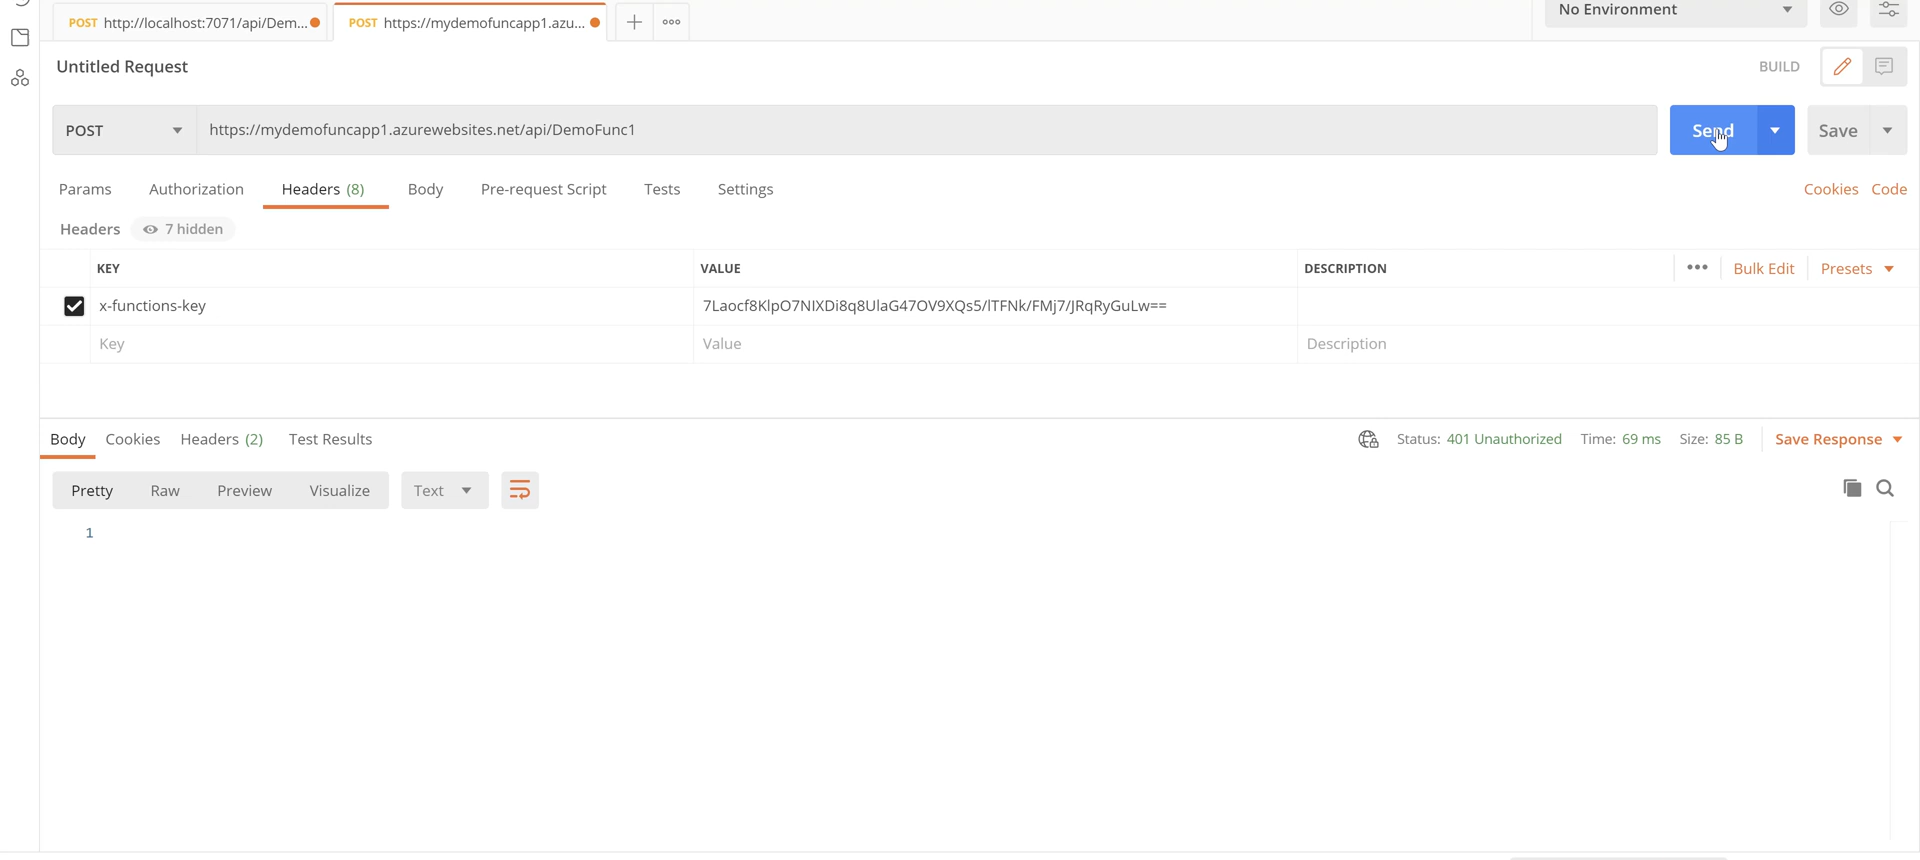 POST http://localhost:7071/api/Dem...
POST https://mydemofuncapp1.azu...
No Environment
Untitled Request
BUILD
POST
https://mydemofuncapp1.azurewebsites.net/api/DemoFunc1
Send
Save
Params Authorization Headers (8) Body Pre-request Script Tests Settings
Cookies Code
Headers 7 hidden
KEY VALUE DESCRIPTION
Bulk Edit Presets
x-functions-key 7Laocf8KlpO7NIXDi8q8UlaG47OV9XQs5/lTFNk/FMj7/JRqRyGuLw==
Key Value Description
Body Cookies Headers (2) Test Results
Status: 401 Unauthorized Time: 69 ms Size: 85 B Save Response
Pretty Raw Preview Visualize Text
1